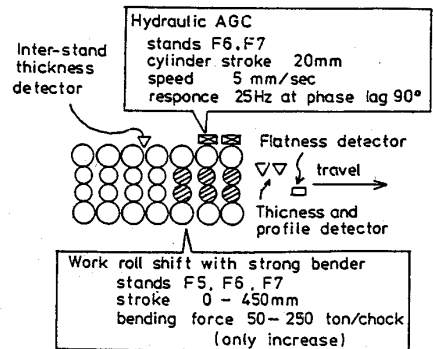 Hydraulic AGC
stands F6, F7
cylinder stroke 20mm
speed 5 mm/sec
responce 25Hz at phase lag 90°
Inter-stand
thickness
detector
Flatness detector
travel
Thicness and
profile detector
Work roll shift with strong bender
stands F5, F6, F7
stroke 0 - 450mm
bending force 50-250 ton/chock
(only increase)